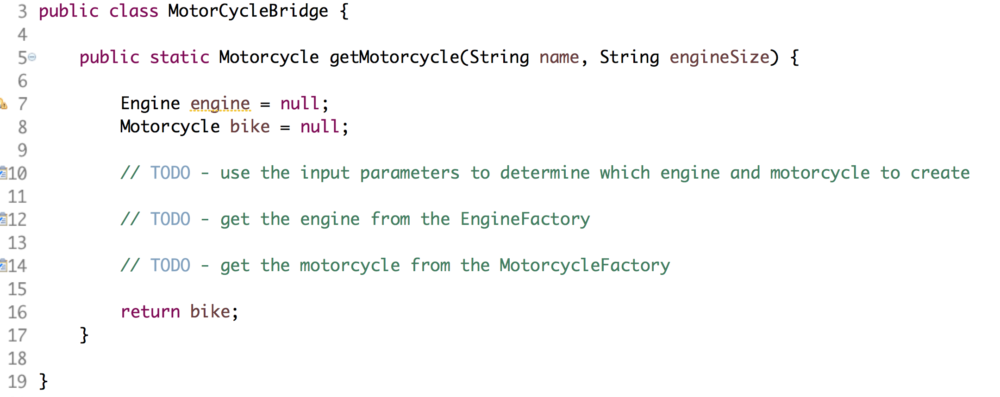 3 public class MotorCycleBridge {
4
5 public static Motorcycle getMotorcycle(String name, String engineSize) {
6
7 Engine engine = null;
8 Motorcycle bike = null;
9
10 // TODO - use the input parameters to determine which engine and motorcycle to create
11
12 // TODO - get the engine from the EngineFactory
13
14 // TODO - get the motorcycle from the MotorcycleFactory
15
16 return bike;
17 }
18
19 }